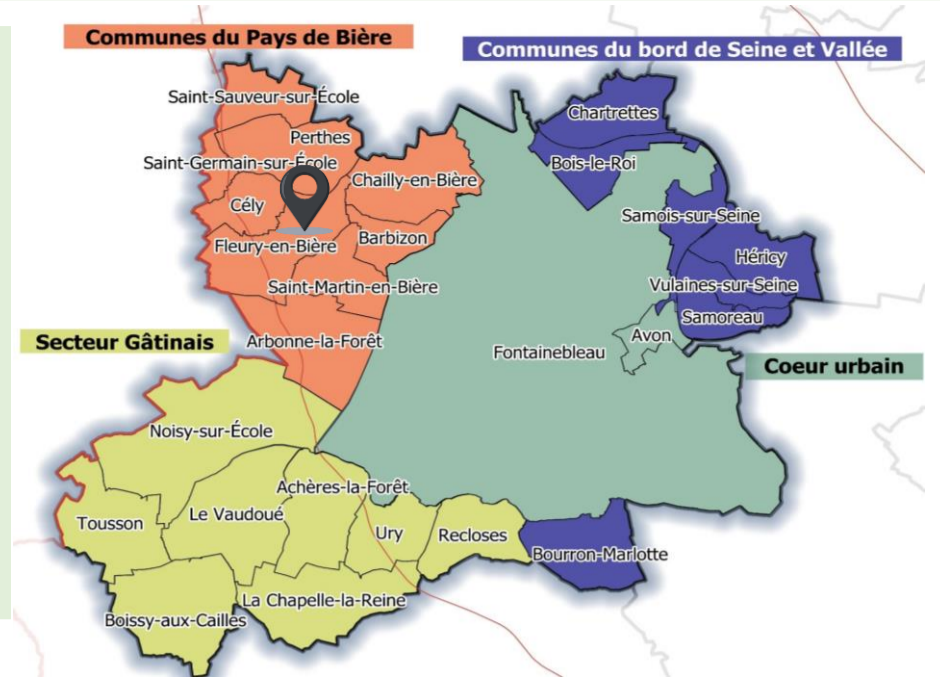 Communes du Pays de Bière
Communes du bord de Seine et Vallée
Saint-Sauveur-sur-École
Chartrettes
Perthes
Saint-Germain-sur-École
Bois-le-Roi
Chailly-en-Bière
Cély
Samois-sur-Seine
Barbizon
Fleury-en-Bière
Héricy
Saint-Martin-en-Bière
Vulaines-sur-Seine
Samoreau
Secteur Gâtinais
Arbonne-la-Forêt
Avon
Fontainebleau
Coeur urbain
Noisy-sur-École
Achères-la-Forêt
Le Vaudoué
Tousson
Ury
Recloses
Bourron-Marlotte
La Chapelle-la-Reine
Boissy-aux-Cailles